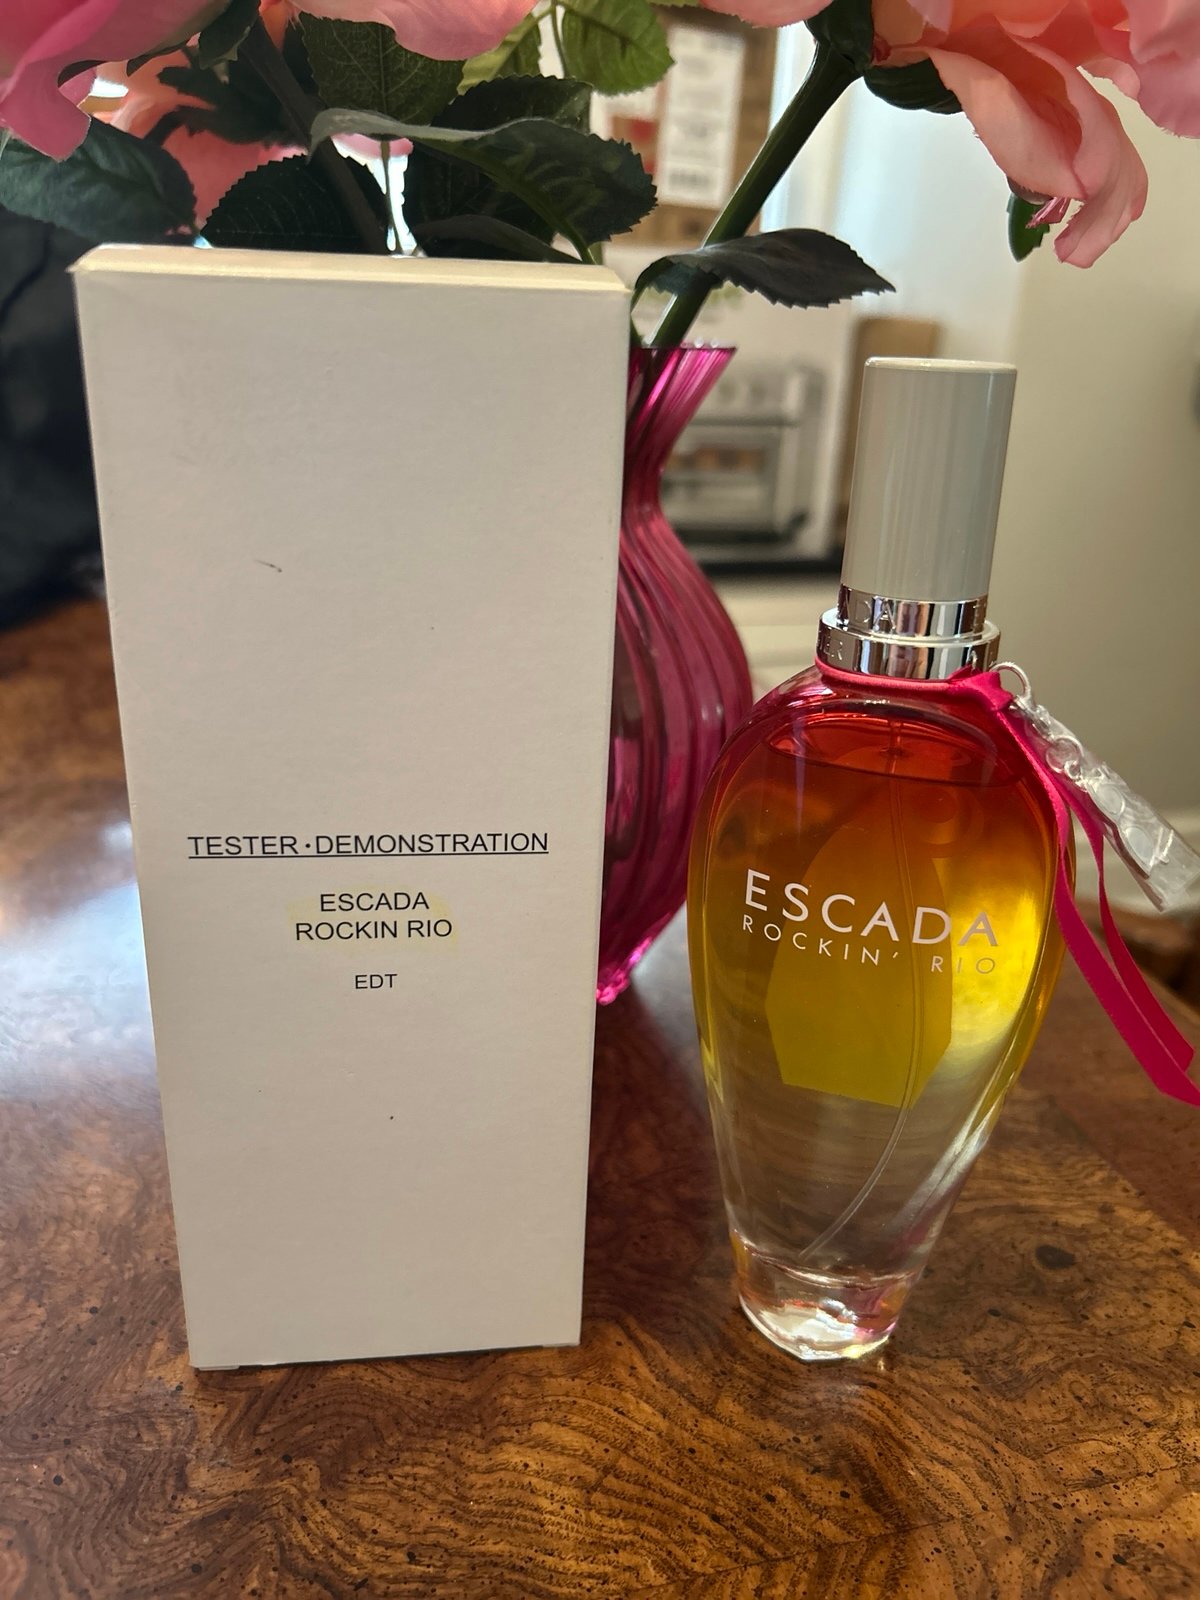 TESTER·DEMONSTRATION
ESCADA
ROCKIN RIO
EDT
ESCADA
ROCKIN' RIO